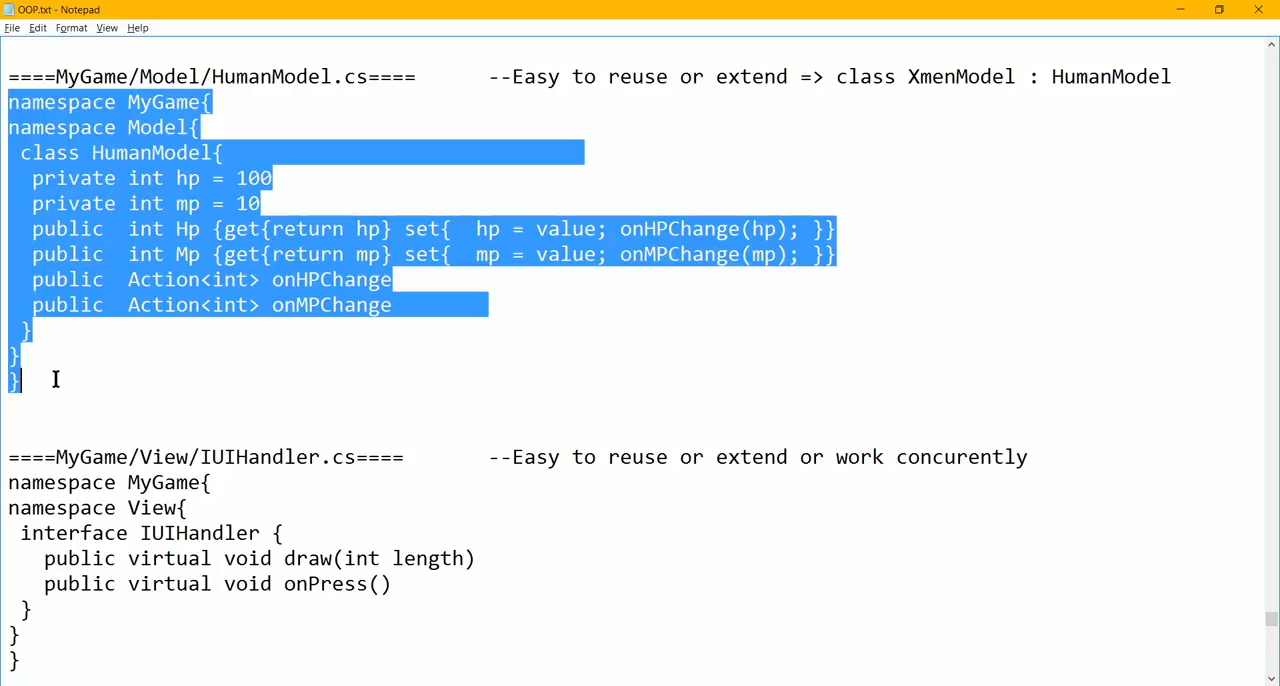 OOP.txt - Notepad
File Edit Format View Help
====MyGame/Model/HumanModel.cs==== --Easy to reuse or extend => class XmenModel : HumanModel
namespace MyGame{
namespace Model{
class HumanModel{
private int hp = 100
private int mp = 10
public int Hp {get{return hp} set{ hp = value; onHPChange(hp); }}
public int Mp {get{return mp} set{ mp = value; onMPChange(mp); }}
public Action<int> onHPChange
public Action<int> onMPChange
}
}
}
====MyGame/View/IUIHandler.cs==== --Easy to reuse or extend or work concurently
namespace MyGame{
namespace View{
interface IUIHandler {
public virtual void draw(int length)
public virtual void onPress()
}
}
}